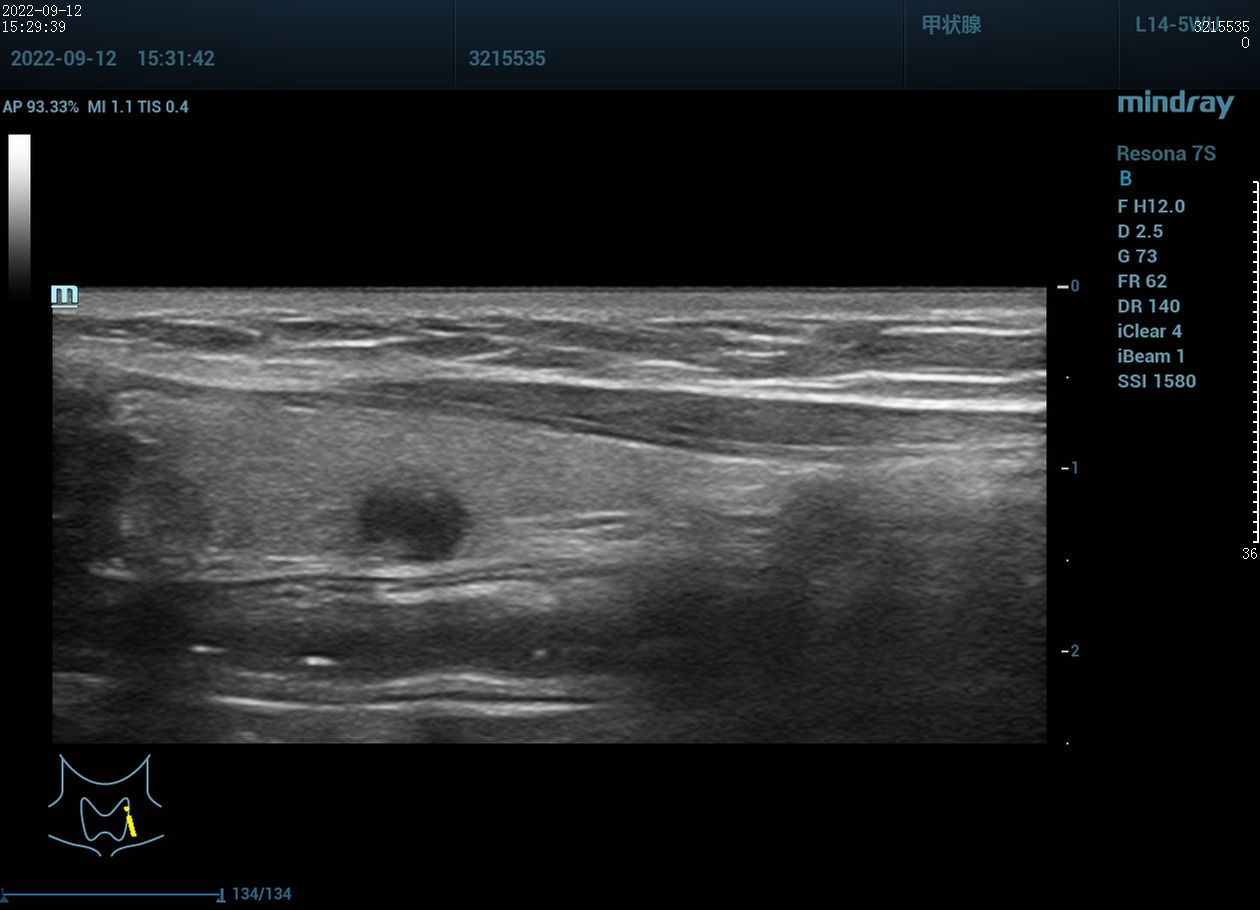 2022-09-12
15:29:39
甲状腺
L14-5WU
3215535
0
2022-09-12 15:31:42
3215535
AP 93.33% MI 1.1 TIS 0.4
mindray
Resona 7S
B
F H12.0
D 2.5
G 73
FR 62
DR 140
iClear 4
iBeam 1
SSI 1580
m
0
1
2
36
134/134